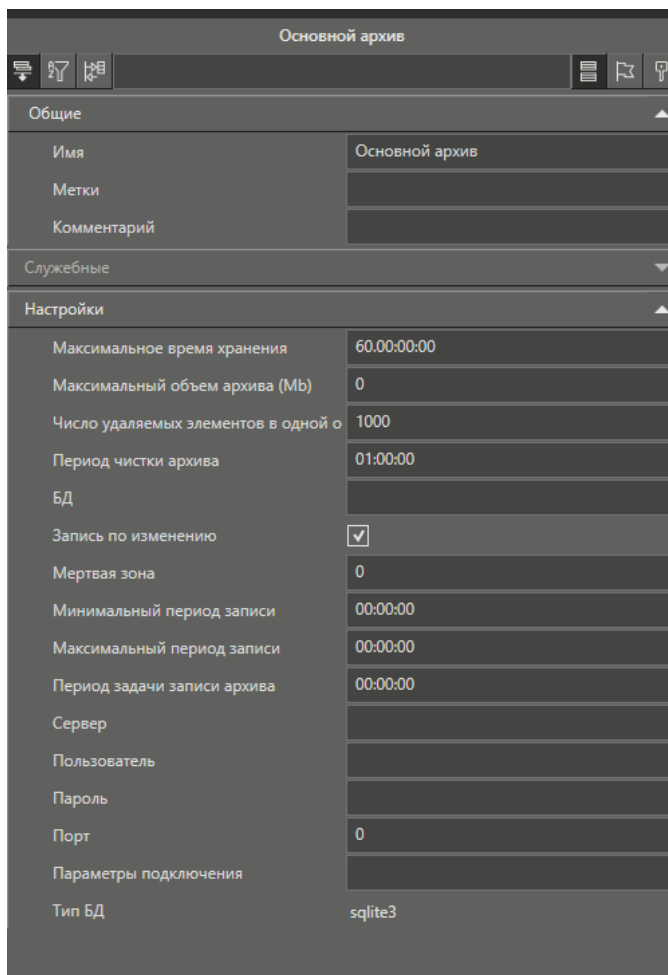 Основной архив
Общие
Имя Основной архив
Метки
Комментарий
Служебные
Настройки
Максимальное время хранения 60.00:00:00
Максимальный объем архива (Mb) 0
Число удаляемых элементов в одной о 1000
Период чистки архива 01:00:00
БД
Запись по изменению
Мертвая зона 0
Минимальный период записи 00:00:00
Максимальный период записи 00:00:00
Период задачи записи архива 00:00:00
Сервер
Пользователь
Пароль
Порт 0
Параметры подключения
Тип БД sqlite3